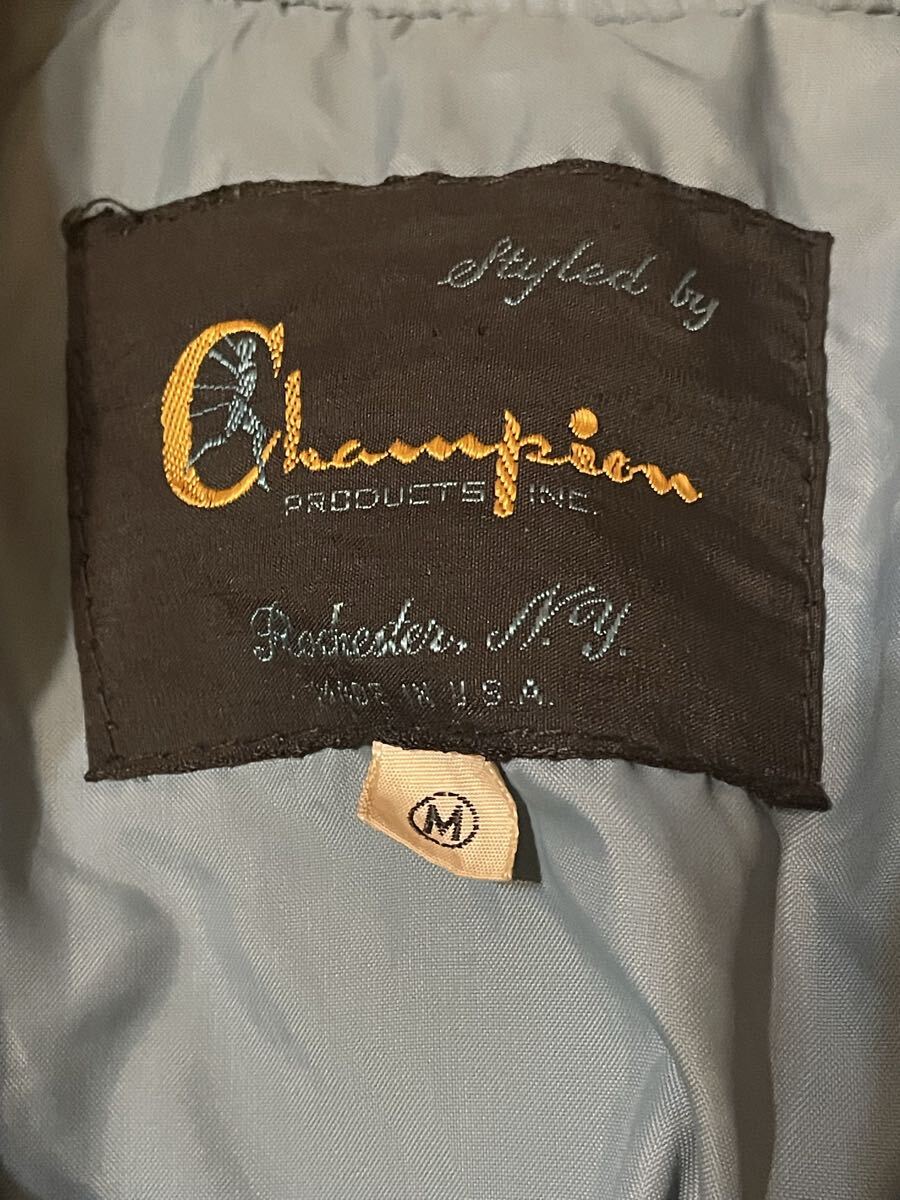 Styled by
Champion
PRODUCTS INC.
Rochester, N.Y.
MADE IN U.S.A.
M